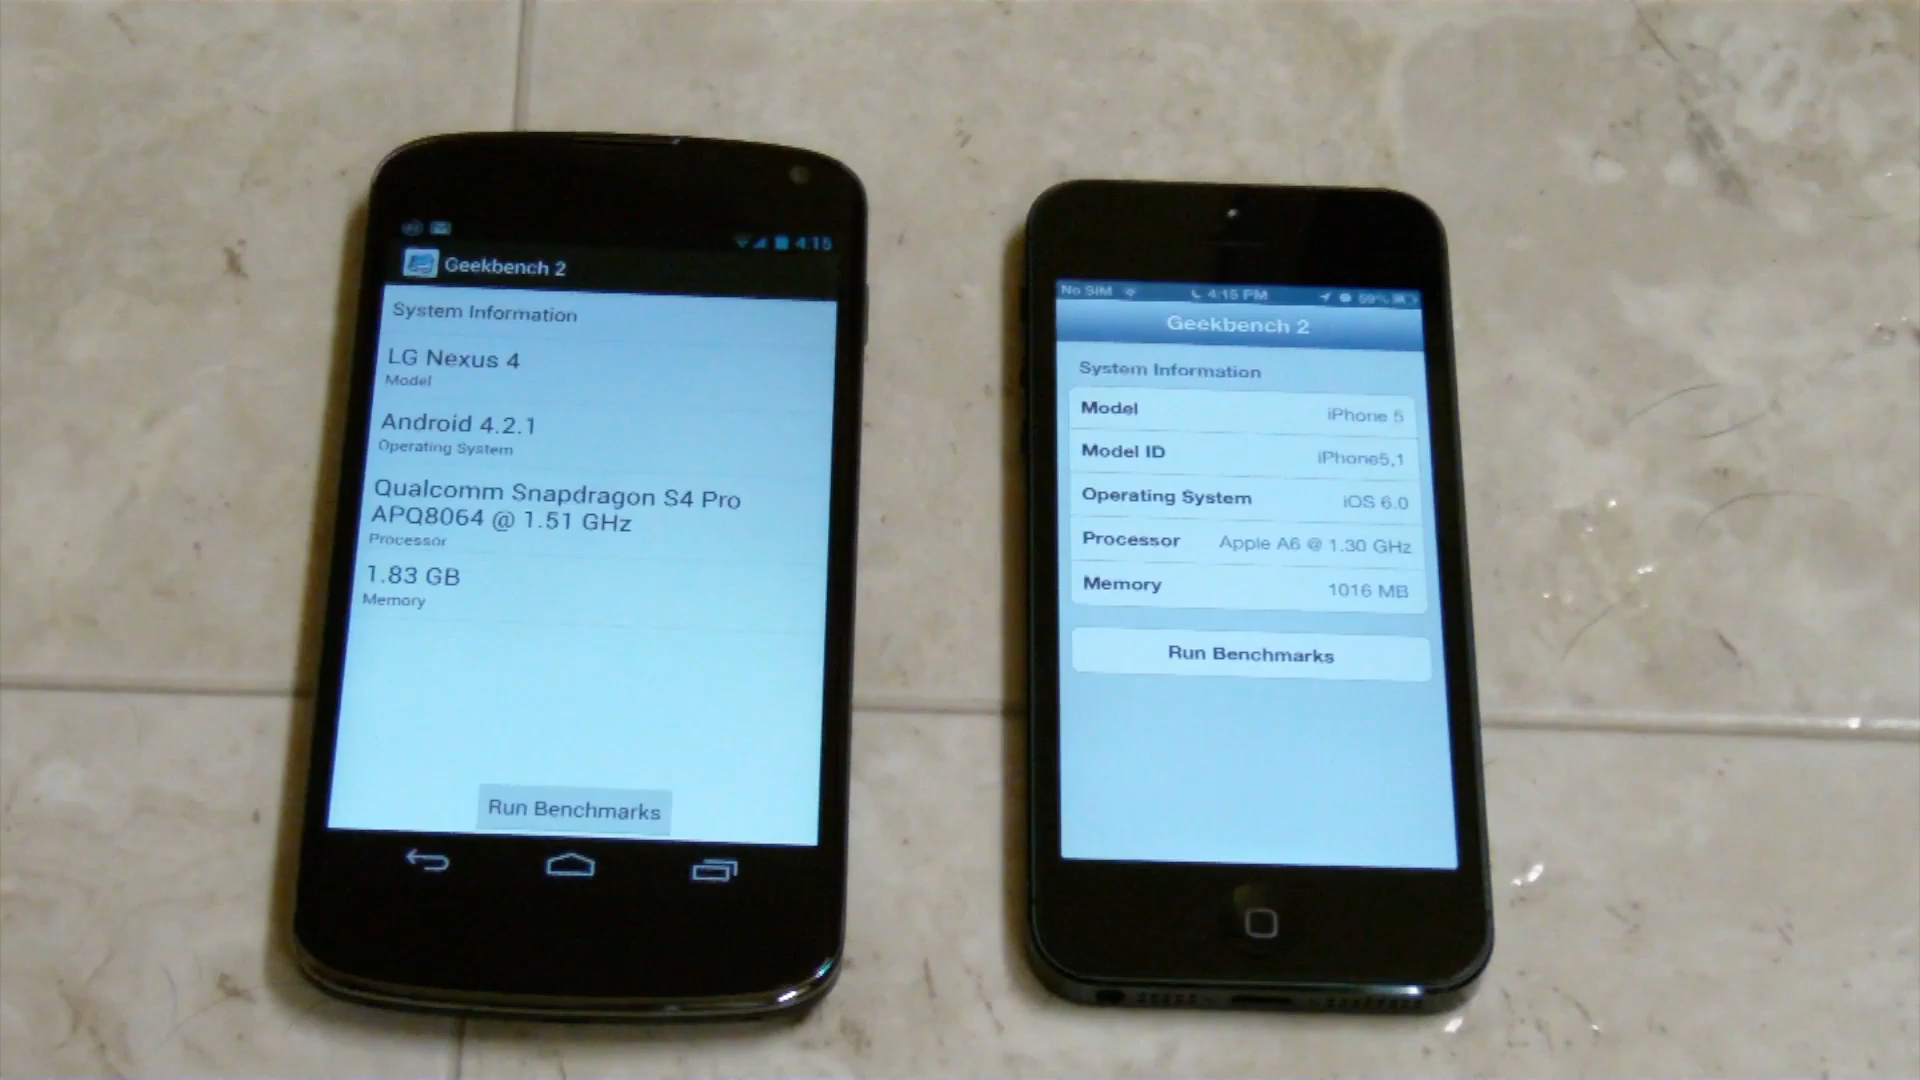 4:15
Geekbench 2
System Information
LG Nexus 4
Model
Android 4.2.1
Operating System
Qualcomm Snapdragon S4 Pro
APQ8064 @ 1.51 GHz
Processor
1.83 GB
Memory
Run Benchmarks
No SIM 4:15 PM 59%
Geekbench 2
System Information
Model iPhone 5
Model ID iPhone5,1
Operating System iOS 6.0
Processor Apple A6 @ 1.30 GHz
Memory 1016 MB
Run Benchmarks